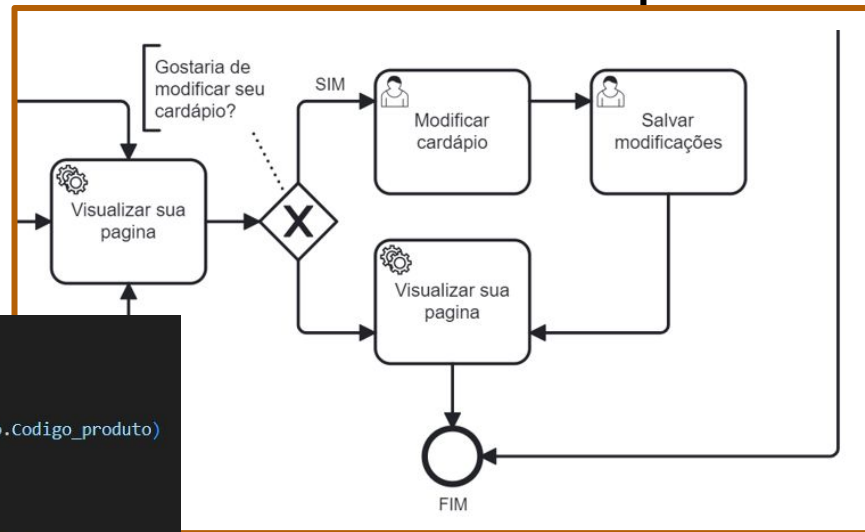 Gostaria de
modificar seu
cardápio?
SIM
Modificar
cardápio
Salvar
modificações
Visualizar sua
pagina
X
Visualizar sua
pagina
.Codigo_produto)
FIM